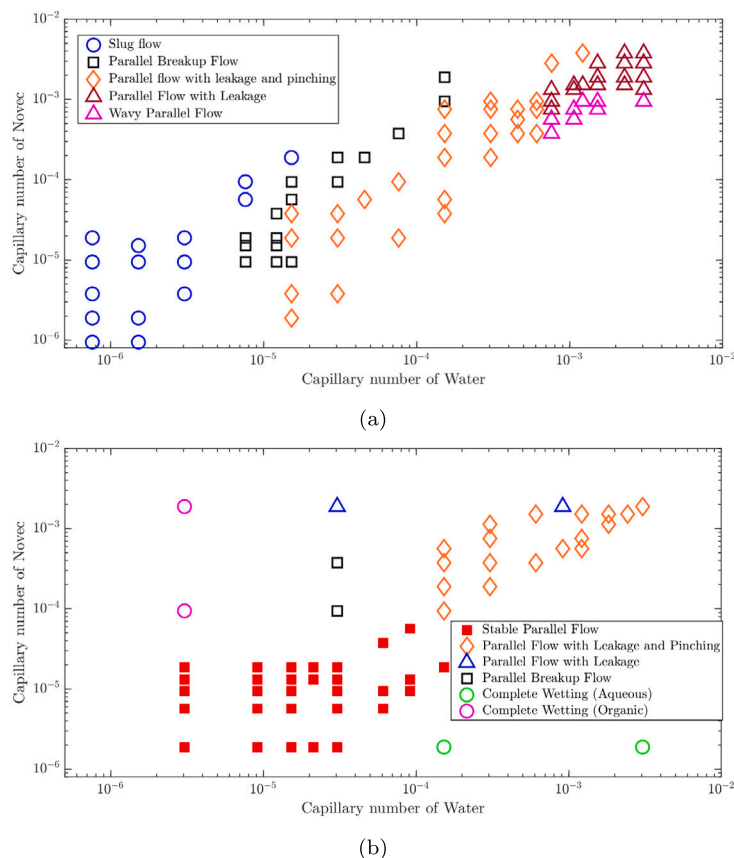 10⁻²
10⁻³
10⁻⁴
10⁻⁵
10⁻⁶
Capillary number of Novec
Slug flow
Parallel Breakup Flow
Parallel flow with leakage and pinching
Parallel Flow with Leakage
Wavy Parallel Flow
10⁻⁶ 10⁻⁵ 10⁻⁴ 10⁻³ 10⁻²
Capillary number of Water
(a)
10⁻²
10⁻³
10⁻⁴
10⁻⁵
10⁻⁶
Capillary number of Novec
Stable Parallel Flow
Parallel Flow with Leakage and Pinching
Parallel Flow with Leakage
Parallel Breakup Flow
Complete Wetting (Aqueous)
Complete Wetting (Organic)
10⁻⁶ 10⁻⁵ 10⁻⁴ 10⁻³ 10⁻²
Capillary number of Water
(b)